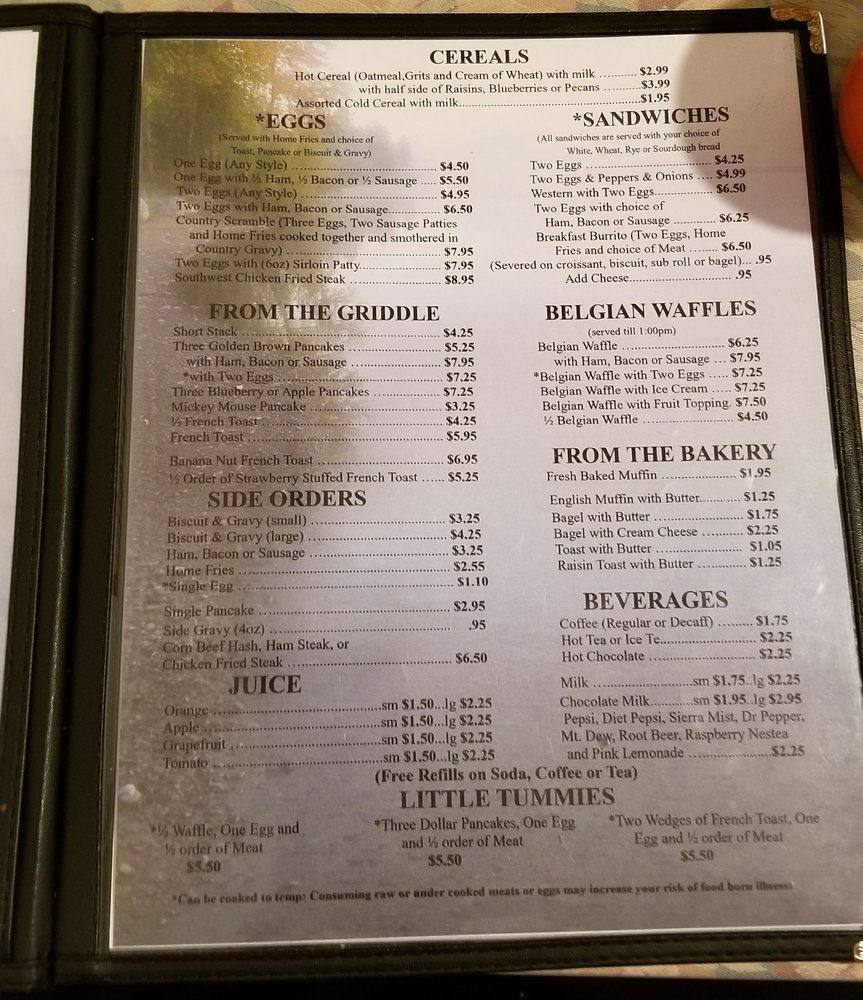 CEREALS
Hot Cereal (Oatmeal,Grits and Cream of Wheat) with milk .......... $2.99
with half side of Raisins, Blueberries or Pecans .......... $3.99
Assorted Cold Cereal with milk..........$1.95
*EGGS
(Served with Home Fries and choice of
Toast, Pancake or Biscuit & Gravy)
One Egg (Any Style) .......... $4.50
One Egg with ½ Ham, ½ Bacon or ½ Sausage .... $5.50
Two Eggs (Any Style) .......... $4.95
Two Eggs with Ham, Bacon or Sausage.......... $6.50
Country Scramble (Three Eggs, Two Sausage Patties
and Home Fries cooked together and smothered in
Country Gravy) .......... $7.95
Two Eggs with (6oz) Sirloin Patty.......... $7.95
Southwest Chicken Fried Steak .......... $8.95
*SANDWICHES
(All sandwiches are served with your choice of
White, Wheat, Rye or Sourdough bread
Two Eggs .......... $4.25
Two Eggs & Peppers & Onions .... $4.99
Western with Two Eggs.......... $6.50
Two Eggs with choice of
Ham, Bacon or Sausage .......... $6.25
Breakfast Burrito (Two Eggs, Home
Fries and choice of Meat ........ $6.50
(Severed on croissant, biscuit, sub roll or bagel)... .95
Add Cheese.......... .95
FROM THE GRIDDLE
Short Stack .......... $4.25
Three Golden Brown Pancakes .......... $5.25
with Ham, Bacon or Sausage .......... $7.95
*with Two Eggs .......... $7.25
Three Blueberry or Apple Pancakes .......... $7.25
Mickey Mouse Pancake .......... $3.25
½ French Toast .......... $4.25
French Toast .......... $5.95
Banana Nut French Toast .......... $6.95
½ Order of Strawberry Stuffed French Toast ...... $5.25
BELGIAN WAFFLES
(served till 1:00pm)
Belgian Waffle .......... $6.25
with Ham, Bacon or Sausage ... $7.95
*Belgian Waffle with Two Eggs ..... $7.25
Belgian Waffle with Ice Cream ..... $7.25
Belgian Waffle with Fruit Topping. $7.50
½ Belgian Waffle .......... $4.50
FROM THE BAKERY
Fresh Baked Muffin .......... $1.95
English Muffin with Butter.......... $1.25
Bagel with Butter .......... $1.75
Bagel with Cream Cheese .......... $2.25
Toast with Butter .......... $1.05
Raisin Toast with Butter .......... $1.25
SIDE ORDERS
Biscuit & Gravy (small) .......... $3.25
Biscuit & Gravy (large) .......... $4.25
Ham, Bacon or Sausage .......... $3.25
Home Fries .......... $2.55
*Single Egg .......... $1.10
Single Pancake .......... $2.95
Side Gravy (4oz) .......... .95
Corn Beef Hash, Ham Steak, or
Chicken Fried Steak .......... $6.50
BEVERAGES
Coffee (Regular or Decaff) ......... $1.75
Hot Tea or Ice Te.......... $2.25
Hot Chocolate .......... $2.25
Milk ..........sm $1.75..lg $2.25
Chocolate Milk..........sm $1.95..lg $2.95
Pepsi, Diet Pepsi, Sierra Mist, Dr Pepper,
Mt. Dew, Root Beer, Raspberry Nestea
and Pink Lemonade ..........$2.25
JUICE
Orange ..........sm $1.50...lg $2.25
Apple ..........sm $1.50...lg $2.25
Grapefruit ..........sm $1.50...lg $2.25
Tomato ..........sm $1.50...lg $2.25
(Free Refills on Soda, Coffee or Tea)
LITTLE TUMMIES
*½ Waffle, One Egg and
½ order of Meat
$5.50
*Three Dollar Pancakes, One Egg
and ½ order of Meat
$5.50
*Two Wedges of French Toast, One
Egg and ½ order of Meat
$5.50
*Can be cooked to temp! Consuming raw or under cooked meats or eggs may increase your risk of food born illness!